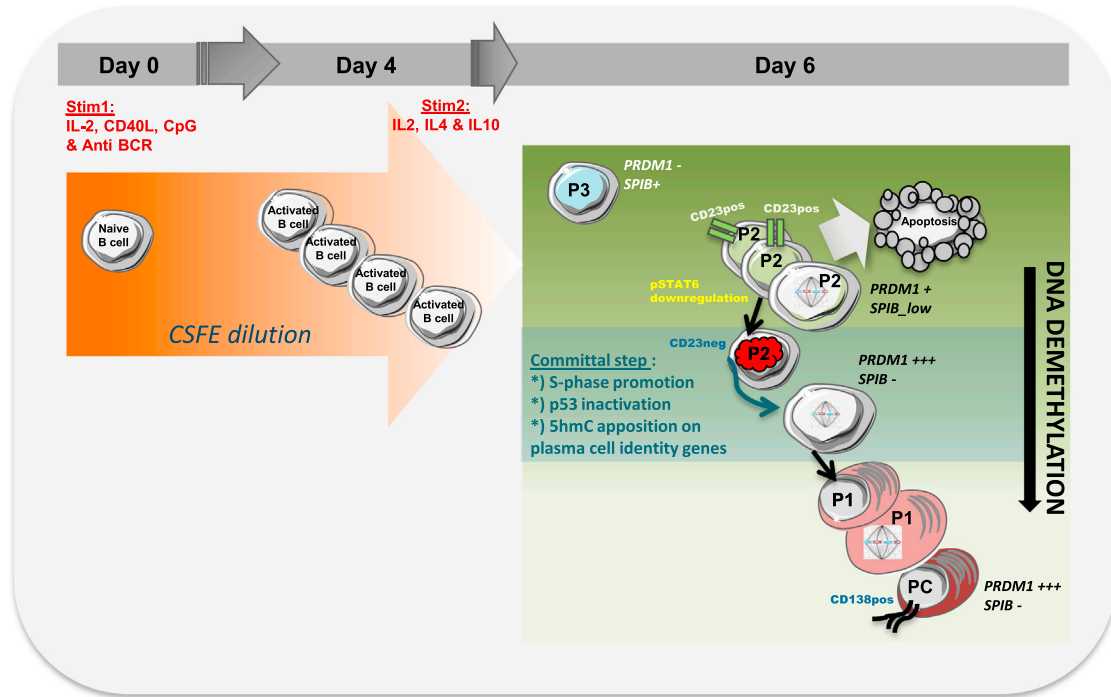 Day 0
Day 4
Day 6
Stim1:
IL-2, CD40L, CpG
& Anti BCR
Stim2:
IL2, IL4 & IL10
Naive
B cell
Activated
B cell
Activated
B cell
Activated
B cell
Activated
B cell
CSFE dilution
P3
PRDM1 -
SPIB+
CD23pos
CD23pos
P2
P2
P2
Apoptosis
PRDM1 +
SPIB_low
pSTAT6
downregulation
CD23neg
P2
PRDM1 +++
SPIB -
Committal step :
*) S-phase promotion
*) p53 inactivation
*) 5hmC apposition on
plasma cell identity genes
P1
P1
PC
CD138pos
PRDM1 +++
SPIB -
DNA DEMETHYLATION